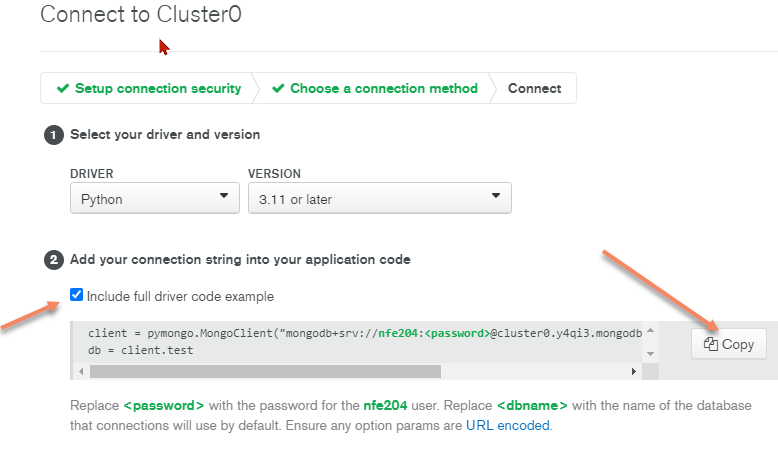 Connect to Cluster0
✔ Setup connection security ✔ Choose a connection method Connect
1 Select your driver and version
DRIVER VERSION
Python 3.11 or later
2 Add your connection string into your application code
Include full driver code example
client = pymongo.MongoClient("mongodb+srv://nfe204:<password>@cluster0.y4qi3.mongodb
db = client.test
Copy
Replace <password> with the password for the nfe204 user. Replace <dbname> with the name of the database
that connections will use by default. Ensure any option params are URL encoded.